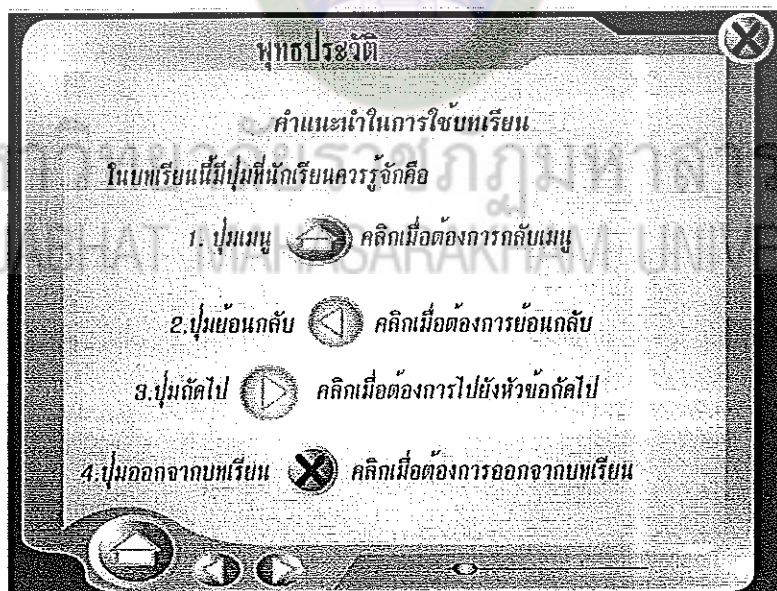 พุทธประวัติ
คำแนะนำในการใช้บทเรียน
ในบทเรียนนี้มีปุ่มที่นักเรียนควรรู้จักคือ
1. ปุ่มเมนู คลิกเมื่อต้องการกลับเมนู
2.ปุ่มย้อนกลับ คลิกเมื่อต้องการย้อนกลับ
3.ปุ่มถัดไป คลิกเมื่อต้องการไปยังหัวข้อถัดไป
4.ปุ่มออกจากบทเรียน คลิกเมื่อต้องการออกจากบทเรียน